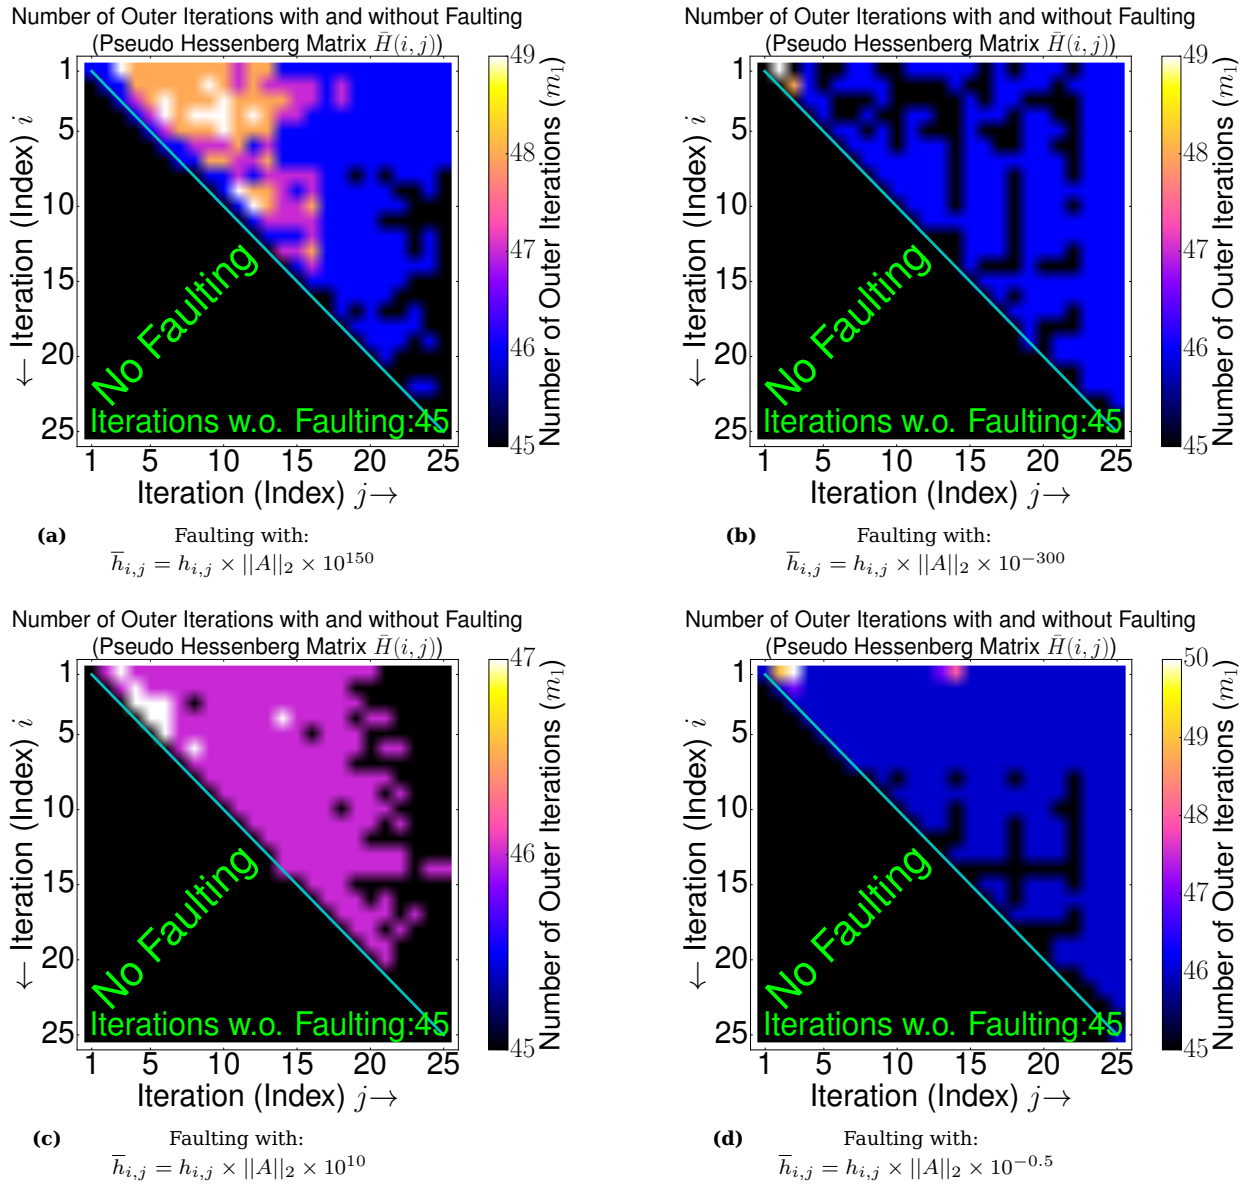 Number of Outer Iterations with and without Faulting
(Pseudo Hessenberg Matrix H̄(i, j))
1
5
10
15
20
25
← Iteration (Index) i
No Faulting
Iterations w.o. Faulting:45
1 5 10 15 20 25
Iteration (Index) j→
49
48
47
46
45
Number of Outer Iterations (m₁)
(a) Faulting with:
h̄ᵢ,ⱼ = hᵢ,ⱼ × ||A||₂ × 10¹⁵⁰
Number of Outer Iterations with and without Faulting
(Pseudo Hessenberg Matrix H̄(i, j))
1
5
10
15
20
25
← Iteration (Index) i
No Faulting
Iterations w.o. Faulting:45
1 5 10 15 20 25
Iteration (Index) j→
49
48
47
46
45
Number of Outer Iterations (m₁)
(b) Faulting with:
h̄ᵢ,ⱼ = hᵢ,ⱼ × ||A||₂ × 10⁻³⁰⁰
Number of Outer Iterations with and without Faulting
(Pseudo Hessenberg Matrix H̄(i, j))
1
5
10
15
20
25
← Iteration (Index) i
No Faulting
Iterations w.o. Faulting:45
1 5 10 15 20 25
Iteration (Index) j→
47
46
45
Number of Outer Iterations (m₁)
(c) Faulting with:
h̄ᵢ,ⱼ = hᵢ,ⱼ × ||A||₂ × 10¹⁰
Number of Outer Iterations with and without Faulting
(Pseudo Hessenberg Matrix H̄(i, j))
1
5
10
15
20
25
← Iteration (Index) i
No Faulting
Iterations w.o. Faulting:45
1 5 10 15 20 25
Iteration (Index) j→
50
49
48
47
46
45
Number of Outer Iterations (m₁)
(d) Faulting with:
h̄ᵢ,ⱼ = hᵢ,ⱼ × ||A||₂ × 10⁻⁰·⁵